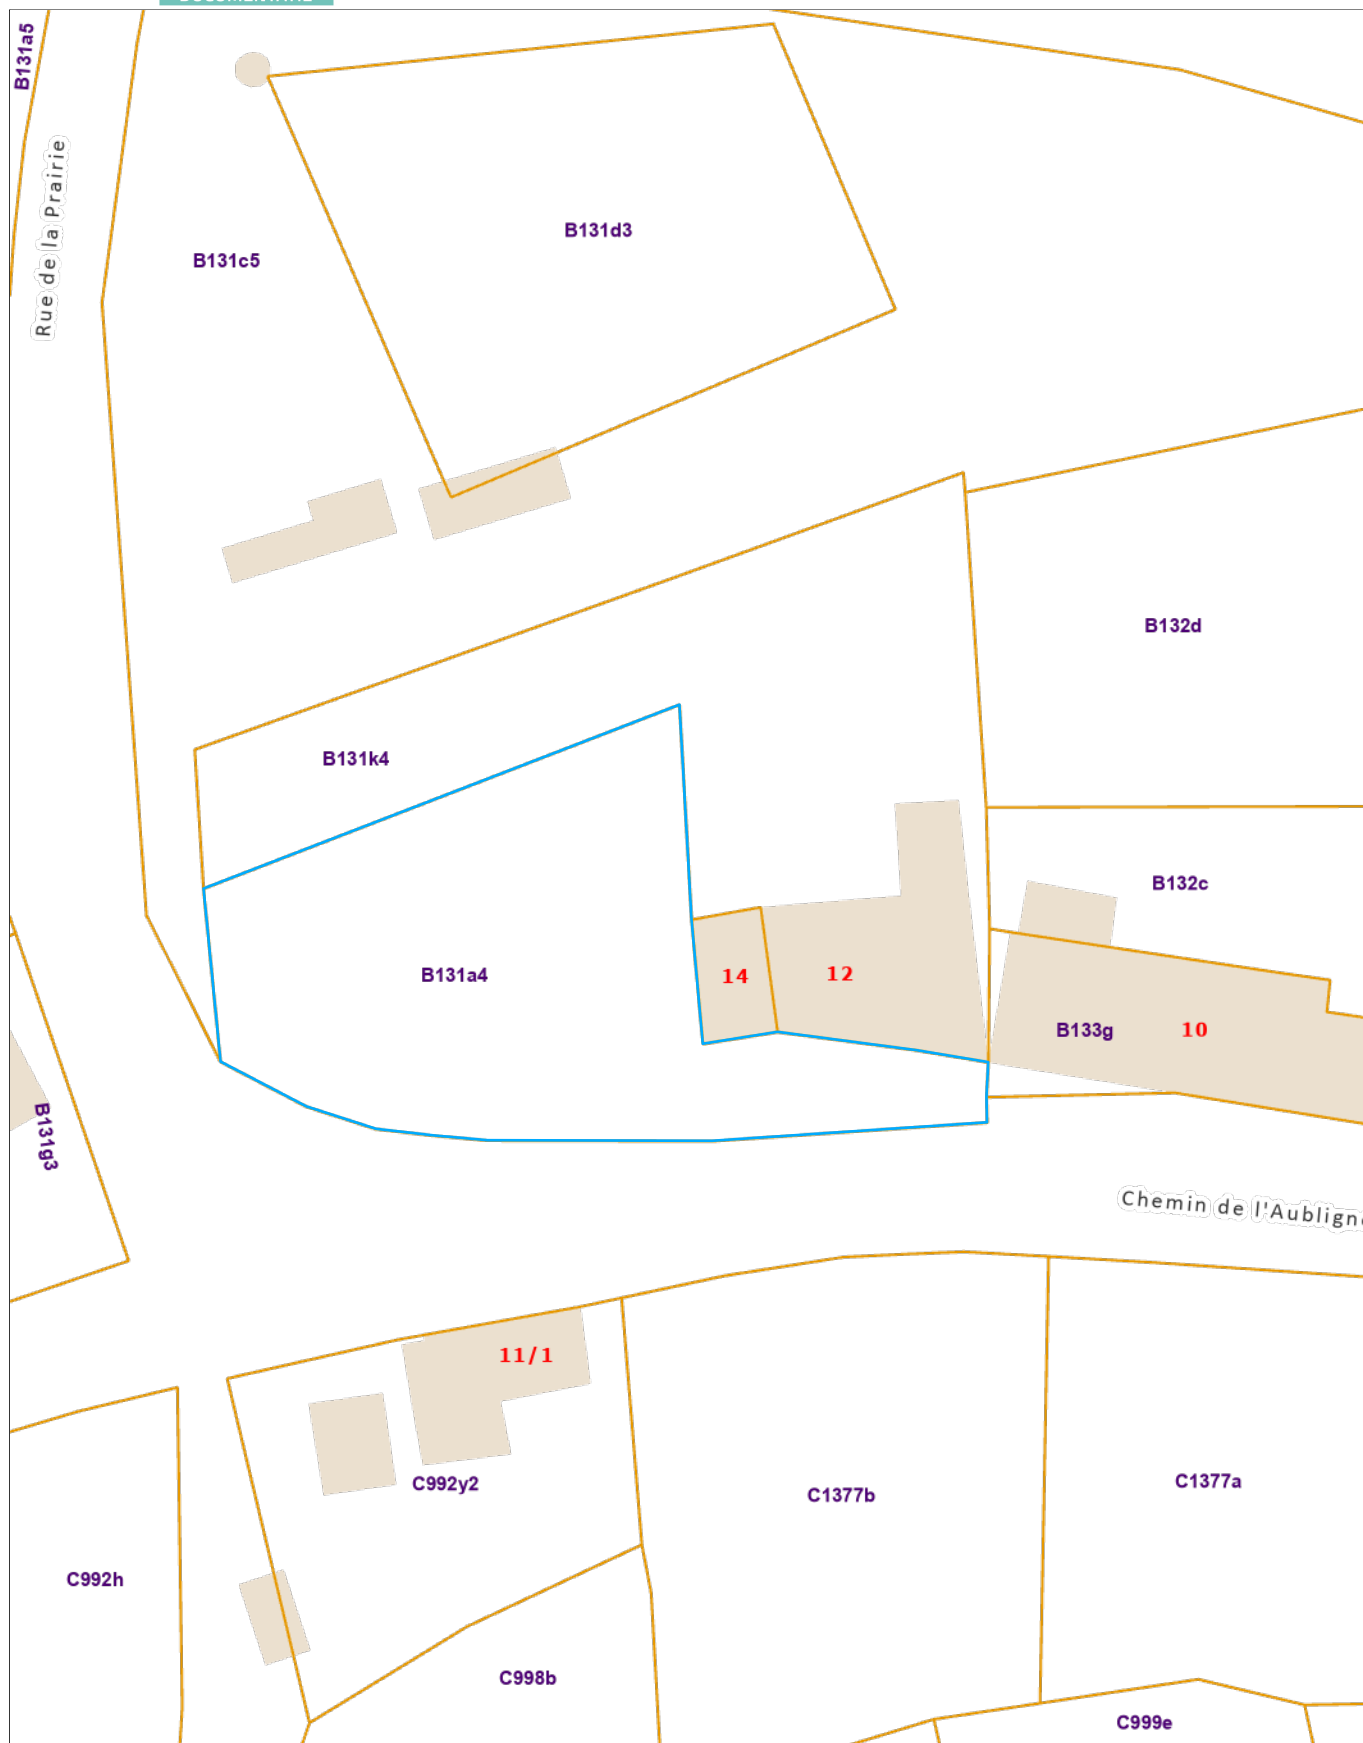 B131a5
Rue de la Prairie
B131d3
B131c5
B132d
B131k4
B132c
B131a4
14
12
B133g
10
B131g3
Chemin de l'Aubligne
11/1
C992y2
C1377b
C1377a
C992h
C998b
C999e